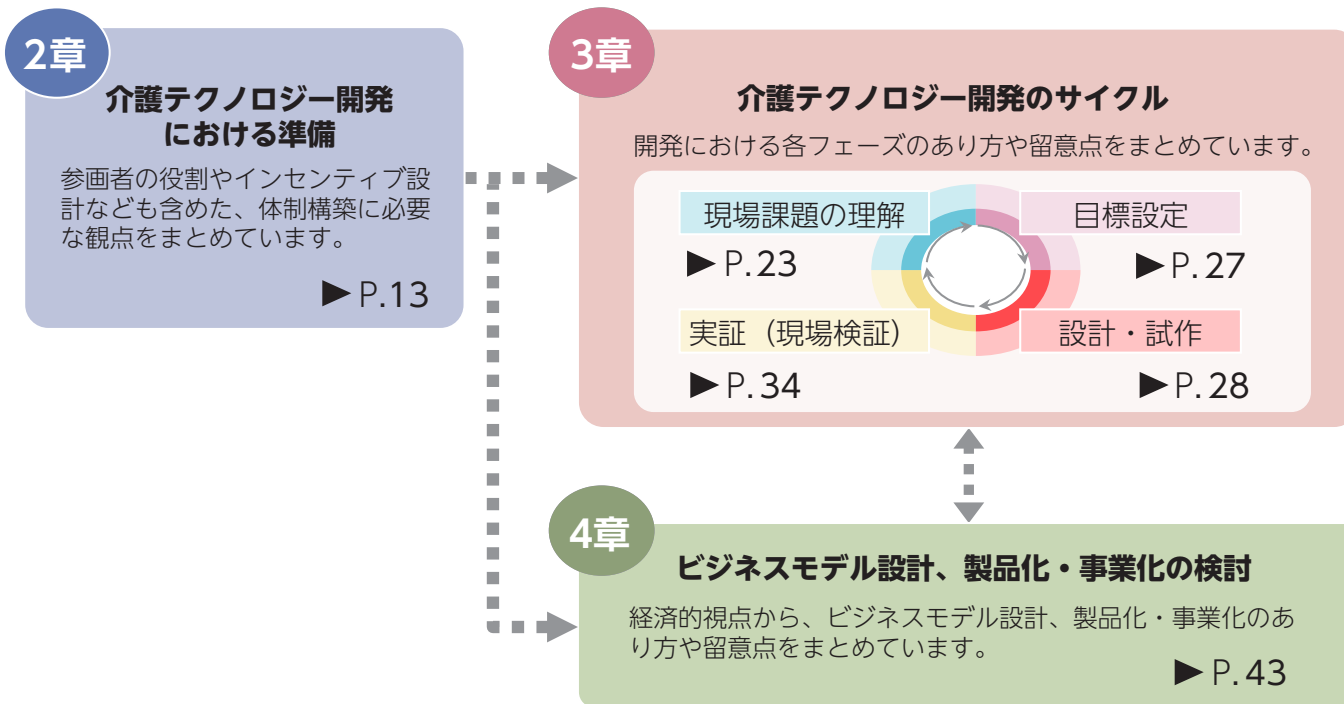 2章
介護テクノロジー開発
における準備
参画者の役割やインセンティブ設
計なども含めた、体制構築に必要
な観点をまとめています。
▶P.13
3章
介護テクノロジー開発のサイクル
開発における各フェーズのあり方や留意点をまとめています。
現場課題の理解
▶P.23
目標設定
▶P.27
実証（現場検証）
▶P.34
設計・試作
▶P.28
4章
ビジネスモデル設計、製品化・事業化の検討
経済的視点から、ビジネスモデル設計、製品化・事業化のあ
り方や留意点をまとめています。
▶P.43